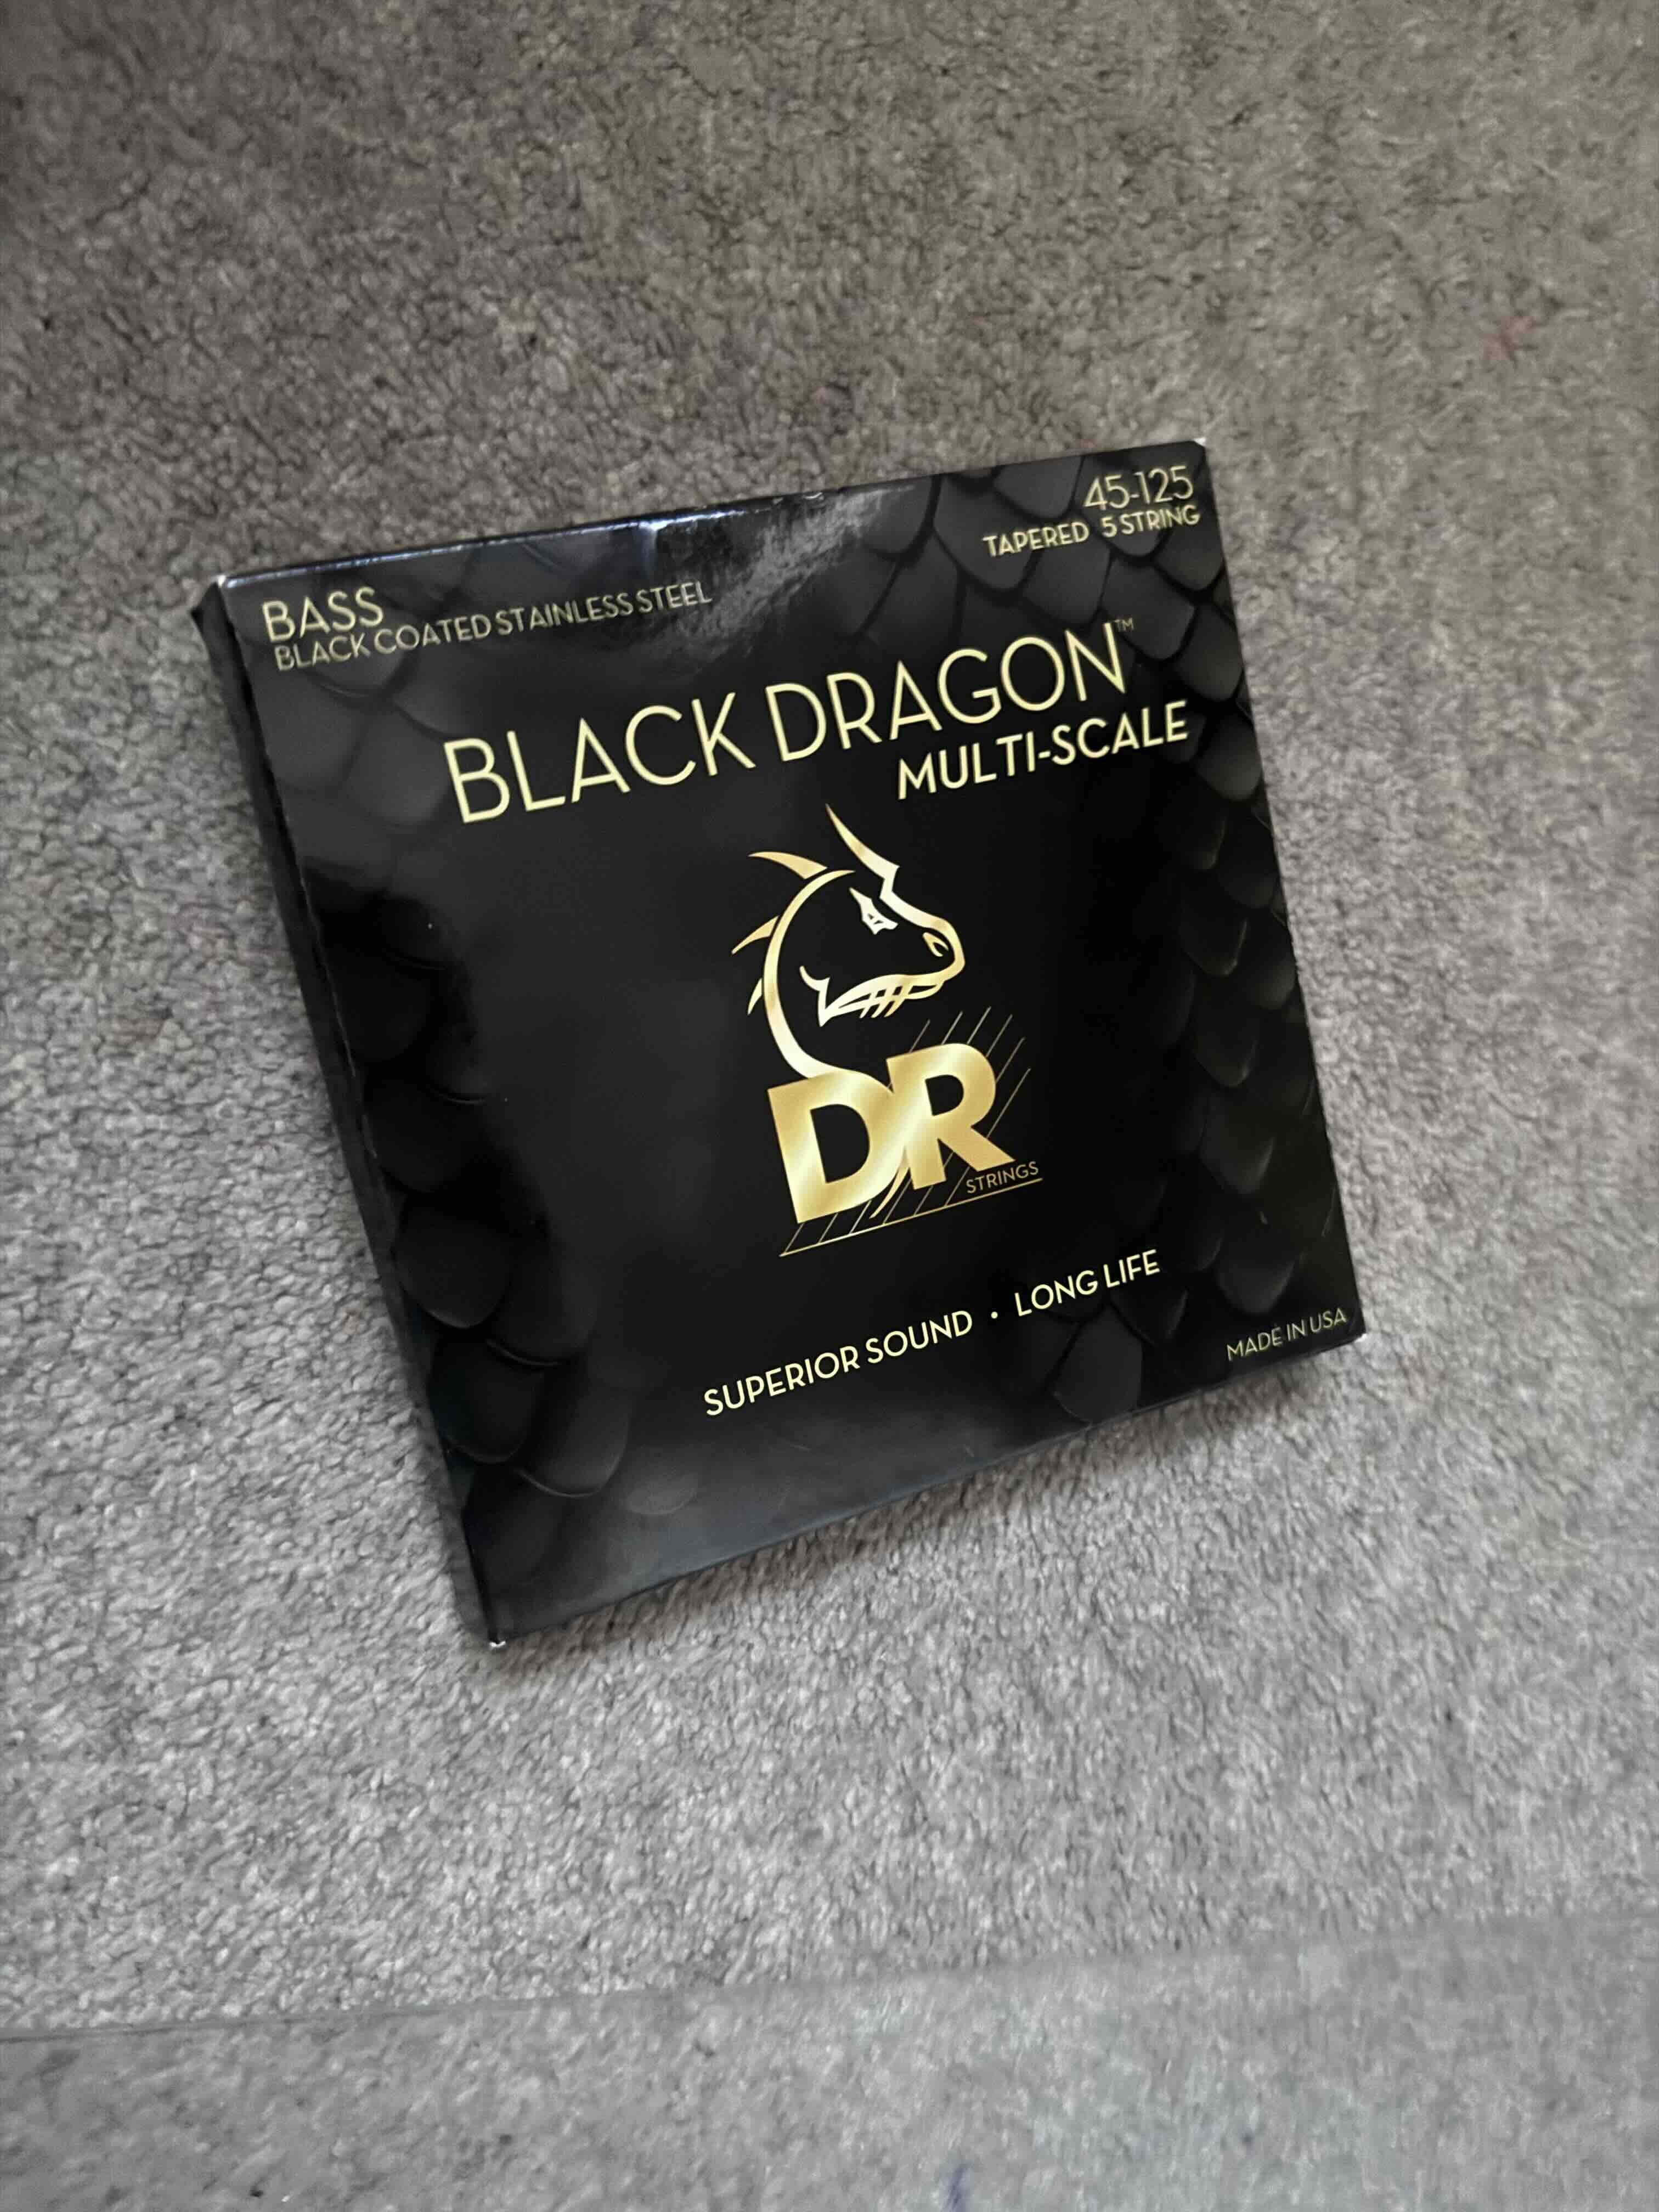 BASS
BLACK COATED STAINLESS STEEL
45-125
TAPERED 5 STRING
BLACK DRAGON™
MULTI-SCALE
DR
STRINGS
SUPERIOR SOUND • LONG LIFE
MADE IN USA